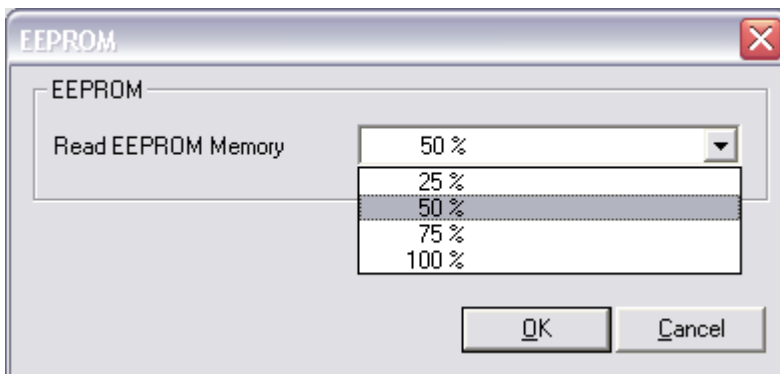 EEPROM
EEPROM
Read EEPROM Memory 50 %
25 %
50 %
75 %
100 %
OK Cancel